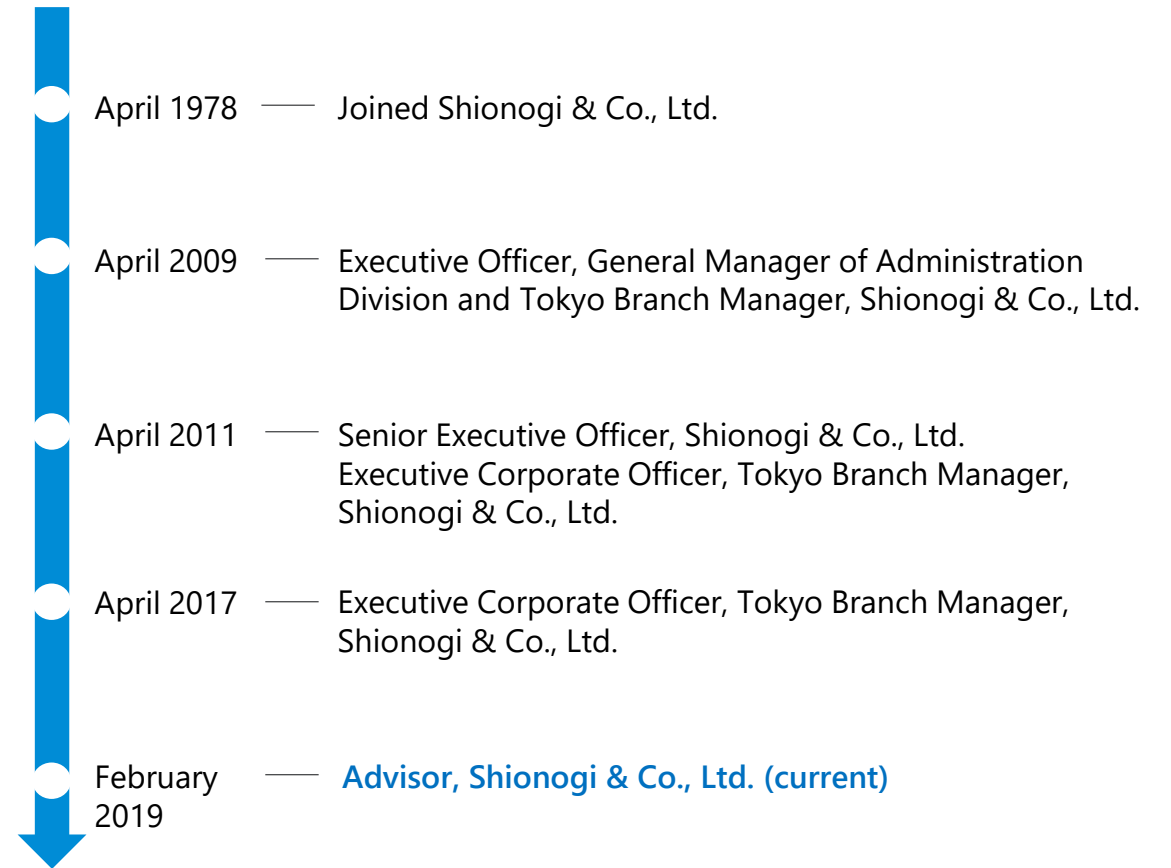 April 1978
Joined Shionogi & Co., Ltd.
April 2009
Executive Officer, General Manager of Administration
Division and Tokyo Branch Manager, Shionogi & Co., Ltd.
April 2011
Senior Executive Officer, Shionogi & Co., Ltd.
Executive Corporate Officer, Tokyo Branch Manager,
Shionogi & Co., Ltd.
April 2017
Executive Corporate Officer, Tokyo Branch Manager,
Shionogi & Co., Ltd.
February
2019
Advisor, Shionogi & Co., Ltd. (current)